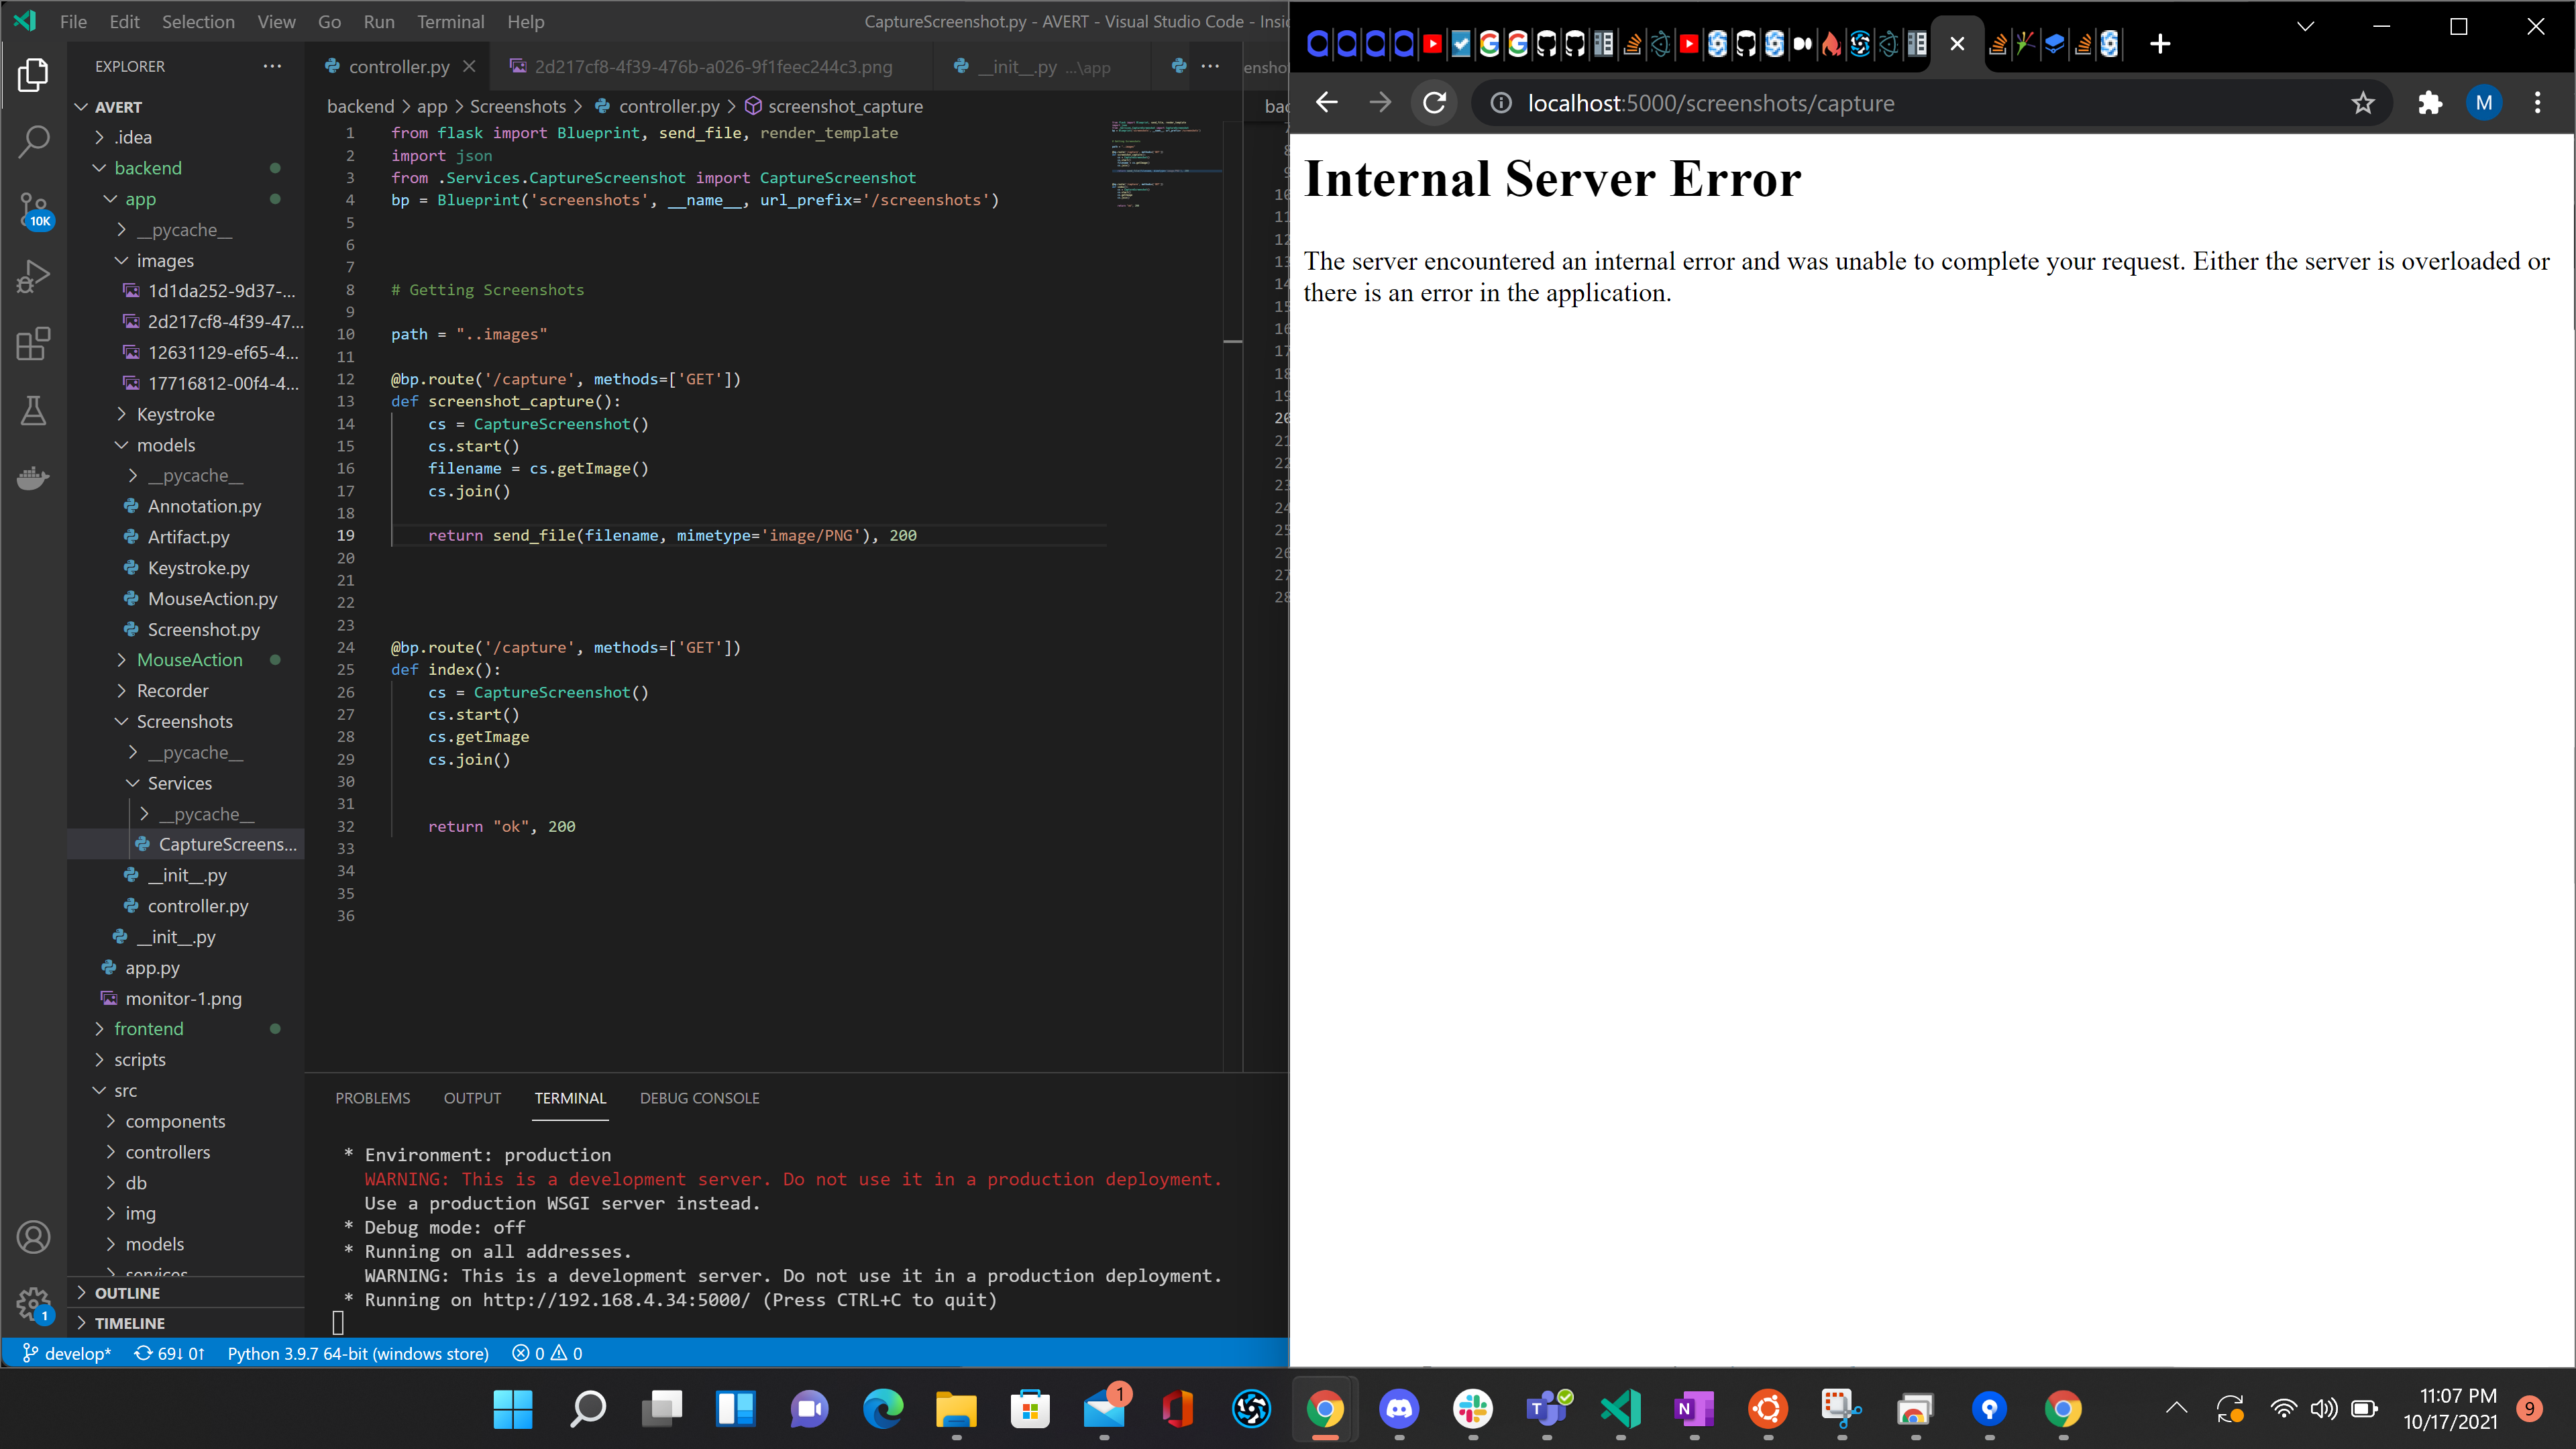 File Edit Selection View Go Run Terminal Help
CaptureScreenshot.py - AVERT - Visual Studio Code - Insi
EXPLORER
AVERT
.idea
backend
app
__pycache__
images
1d1da252-9d37-...
2d217cf8-4f39-47...
12631129-ef65-4...
17716812-00f4-4...
Keystroke
models
__pycache__
Annotation.py
Artifact.py
Keystroke.py
MouseAction.py
Screenshot.py
MouseAction
Recorder
Screenshots
__pycache__
Services
__pycache__
CaptureScreens...
__init__.py
controller.py
__init__.py
app.py
monitor-1.png
frontend
scripts
src
components
controllers
db
img
models
services
OUTLINE
TIMELINE
10K
1
controller.py 2d217cf8-4f39-476b-a026-9f1feec244c3.png __init__.py ...\app
backend > app > Screenshots > controller.py > screenshot_capture
1 from flask import Blueprint, send_file, render_template
2 import json
3 from .Services.CaptureScreenshot import CaptureScreenshot
4 bp = Blueprint('screenshots', __name__, url_prefix='/screenshots')
5
6
7
8 # Getting Screenshots
9
10 path = "..images"
11
12 @bp.route('/capture', methods=['GET'])
13 def screenshot_capture():
14 cs = CaptureScreenshot()
15 cs.start()
16 filename = cs.getImage()
17 cs.join()
18
19 return send_file(filename, mimetype='image/PNG'), 200
20
21
22
23
24 @bp.route('/capture', methods=['GET'])
25 def index():
26 cs = CaptureScreenshot()
27 cs.start()
28 cs.getImage
29 cs.join()
30
31
32 return "ok", 200
33
34
35
36
PROBLEMS OUTPUT TERMINAL DEBUG CONSOLE
* Environment: production
WARNING: This is a development server. Do not use it in a production deployment.
Use a production WSGI server instead.
* Debug mode: off
* Running on all addresses.
WARNING: This is a development server. Do not use it in a production deployment.
* Running on http://192.168.4.34:5000/ (Press CTRL+C to quit)
develop* 69↓ 0↑ Python 3.9.7 64-bit (windows store) 0 0
localhost:5000/screenshots/capture
M
Internal Server Error
The server encountered an internal error and was unable to complete your request. Either the server is overloaded or
there is an error in the application.
1
11:07 PM
10/17/2021
9